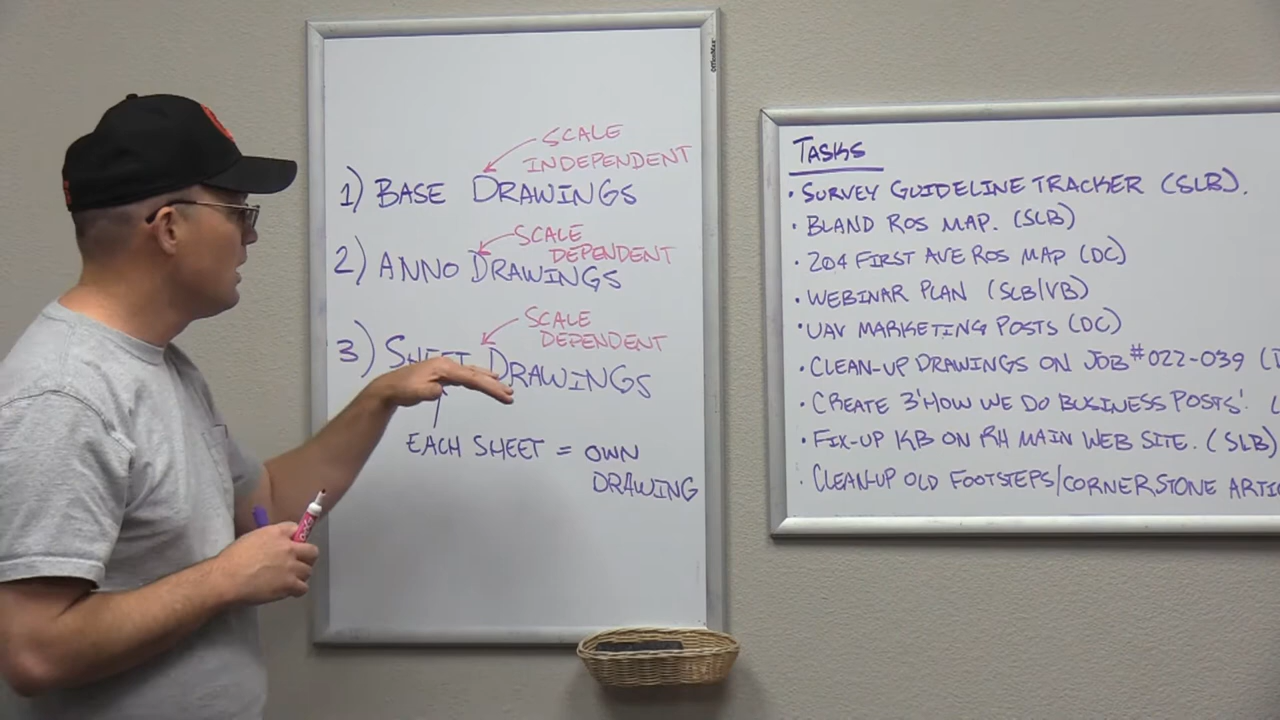 OfficeMax
SCALE
INDEPENDENT
1) BASE DRAWINGS
SCALE
DEPENDENT
2) ANNO DRAWINGS
SCALE
DEPENDENT
3) SHEET DRAWINGS
EACH SHEET = OWN
DRAWING
TASKS
• SURVEY GUIDELINE TRACKER (SLB).
• BLAND ROS MAP. (SLB)
• 204 FIRST AVE ROS MAP (DC)
• WEBINAR PLAN (SLB/VB)
• UAV MARKETING POSTS (DC)
• CLEAN-UP DRAWINGS ON JOB #022-039
• CREATE 3 'HOW WE DO BUSINESS POSTS'.
• FIX-UP KB ON RH MAIN WEB SITE. (SLB)
• CLEAN-UP OLD FOOTSTEPS/CORNERSTONE